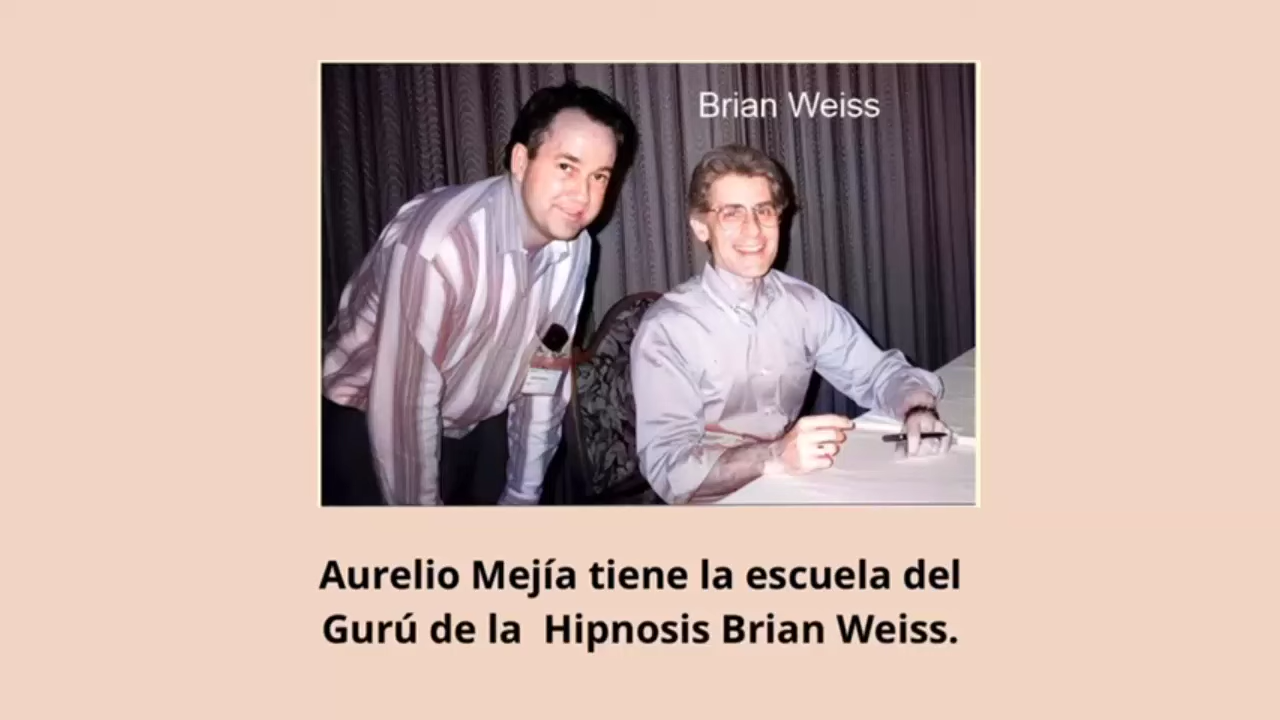 Brian Weiss
Aurelio Mejía tiene la escuela del
Gurú de la  Hipnosis Brian Weiss.